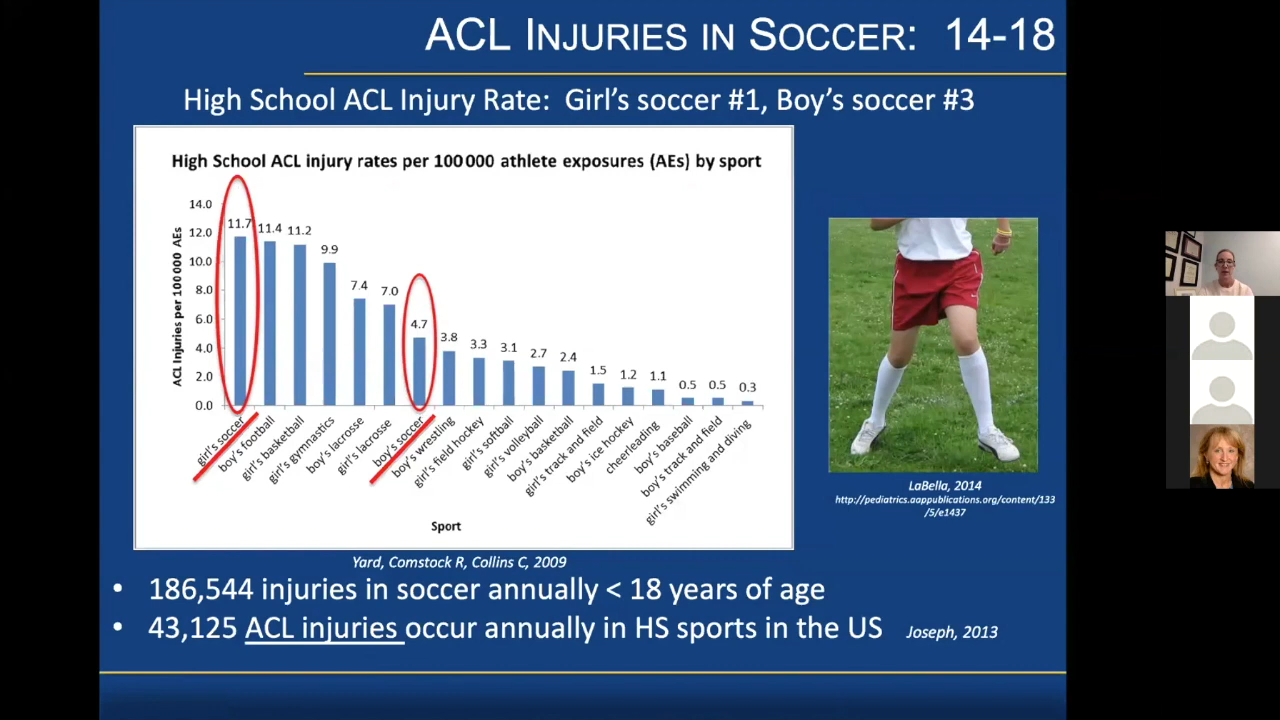 ACL INJURIES IN SOCCER: 14-18
High School ACL Injury Rate: Girl's soccer #1, Boy's soccer #3
High School ACL injury rates per 100 000 athlete exposures (AEs) by sport
ACL Injuries per 100 000 AEs
14.0
12.0
10.0
8.0
6.0
4.0
2.0
0.0
11.7
11.4
11.2
9.9
7.4
7.0
4.7
3.8
3.3
3.1
2.7
2.4
1.5
1.2
1.1
0.5
0.5
0.3
girl's soccer
boy's football
girl's basketball
girl's gymnastics
boy's lacrosse
girl's lacrosse
boy's soccer
boy's wrestling
girl's field hockey
girl's softball
girl's volleyball
boy's basketball
girl's track and field
boy's ice hockey
cheerleading
boy's baseball
boy's track and field
girl's swimming and diving
Sport
LaBella, 2014
http://pediatrics.aappublications.org/content/133
/5/e1437
Yard, Comstock R, Collins C, 2009
• 186,544 injuries in soccer annually < 18 years of age
• 43,125 ACL injuries occur annually in HS sports in the US Joseph, 2013